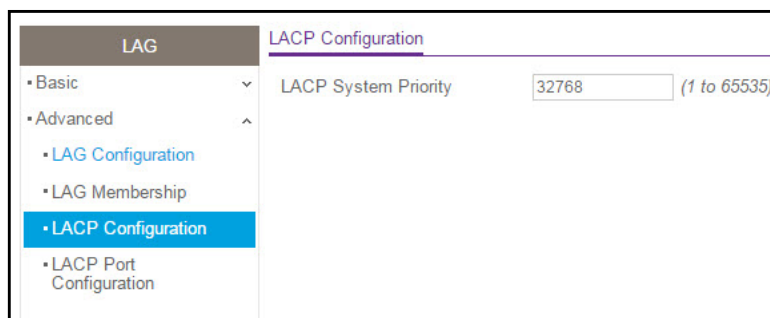 LAG
Basic
Advanced
LAG Configuration
LAG Membership
LACP Configuration
LACP Port
Configuration
LACP Configuration
LACP System Priority 32768 (1 to 65535)